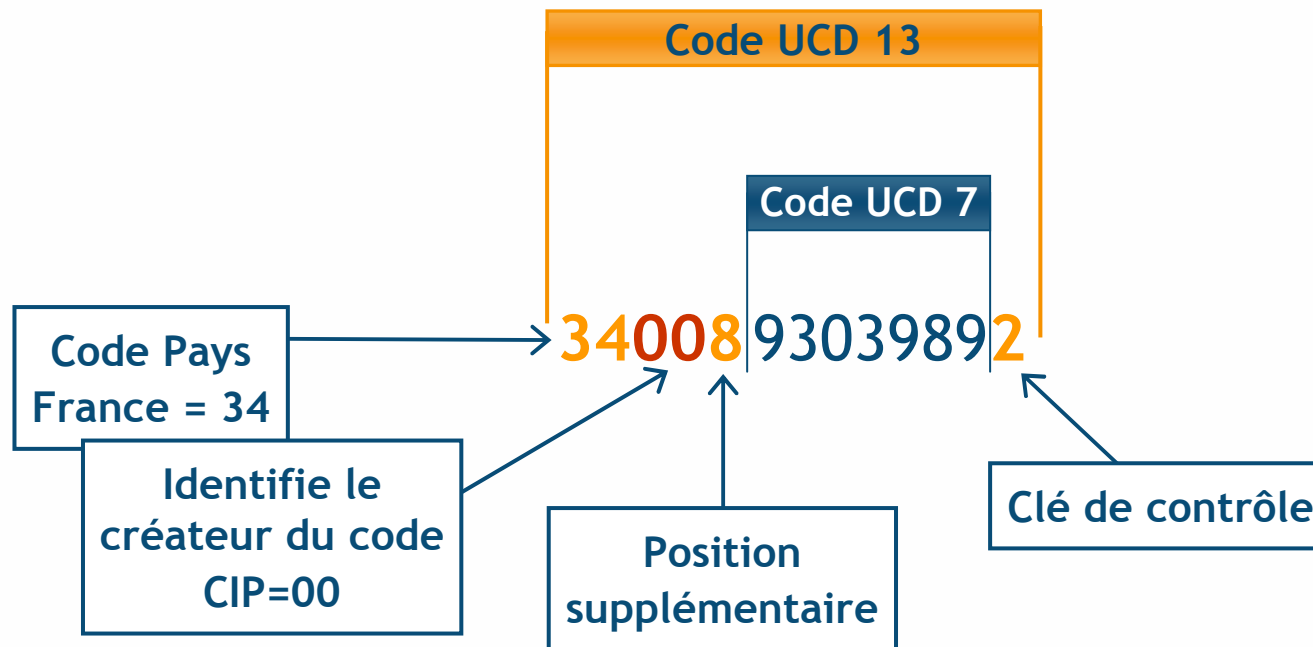 Code UCD 13
Code UCD 7
3400893039892
Code Pays
France = 34
Identifie le
créateur du code
CIP=00
Position
supplémentaire
Clé de contrôle